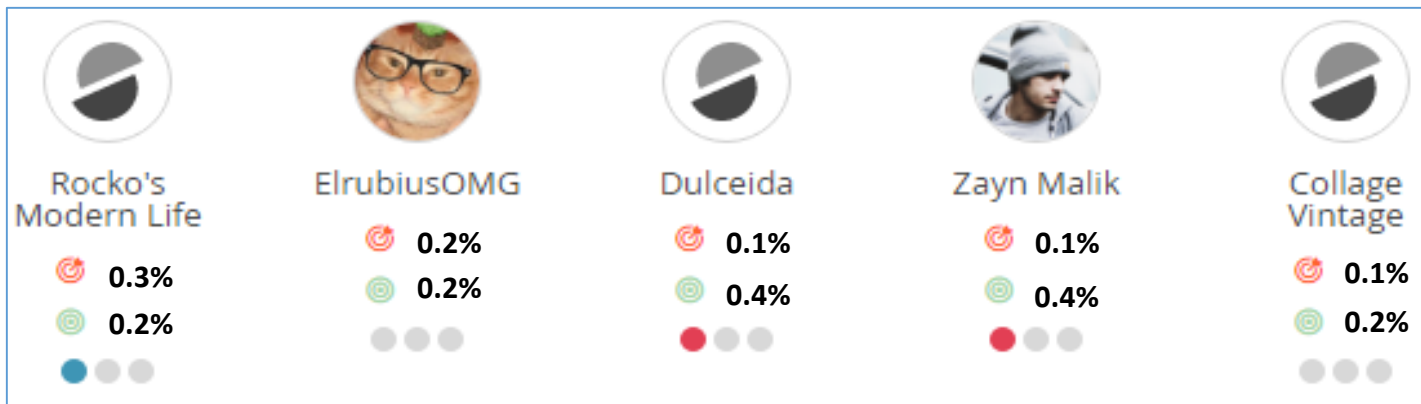 Rocko's
Modern Life
0.3%
0.2%
ElrubiusOMG
0.2%
0.2%
Dulceida
0.1%
0.4%
Zayn Malik
0.1%
0.4%
Collage
Vintage
0.1%
0.2%